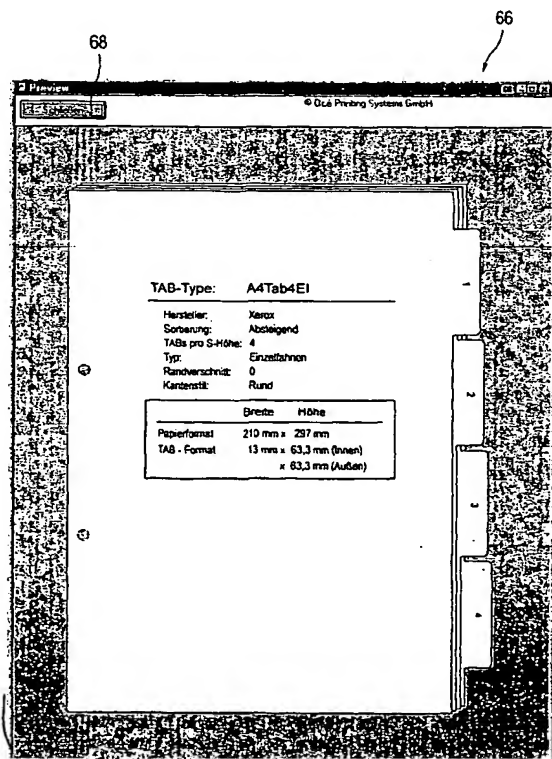 66
68
Preview
© Océ Printing Systems GmbH
TAB-Type: A4Tab4EI
Hersteller: Xerox
Sortierung: Absteigend
TABs pro S-Höhe: 4
Typ: Einzelfahnen
Randverschnitt: 0
Kantenstil: Rund
Breite Höhe
Papierformat 210 mm x 297 mm
TAB - Format 13 mm x 63,3 mm (Innen)
x 63,3 mm (Außen)
1
2
3
4